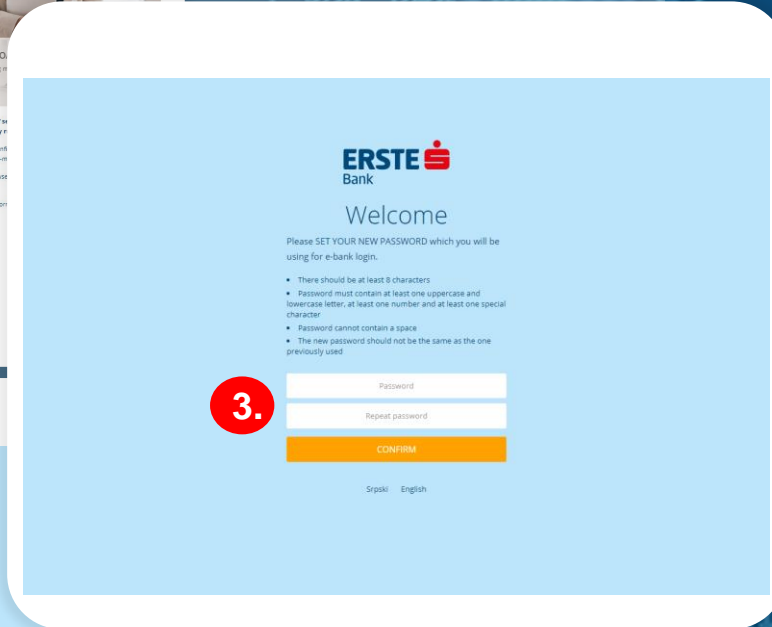 ERSTE
Bank
Welcome
Please SET YOUR NEW PASSWORD which you will be
using for e-bank login.
• There should be at least 8 characters
• Password must contain at least one uppercase and
lowercase letter, at least one number and at least one special
character
• Password cannot contain a space
• The new password should not be the same as the one
previously used
3.
Password
Repeat password
CONFIRM
Srpski English